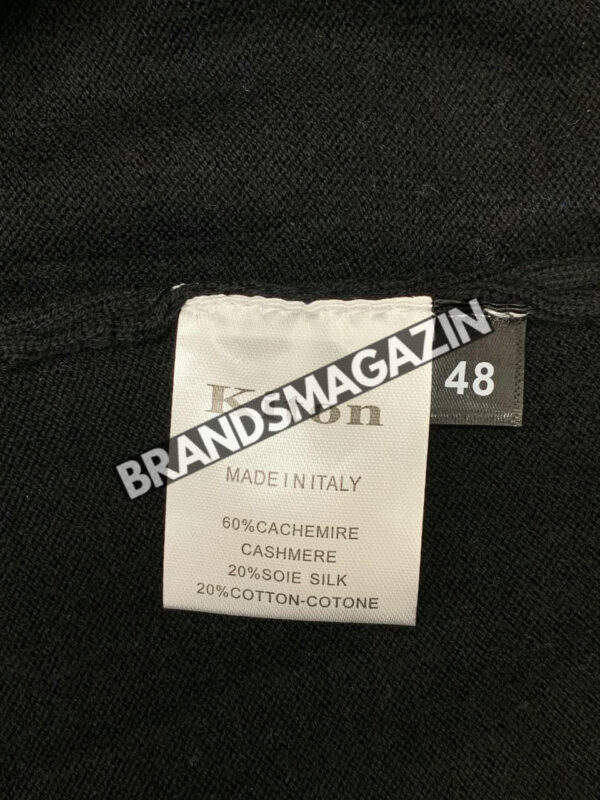 BRANDSMAGAZIN
48
MADE IN ITALY
60%CACHEMIRE
CASHMERE
20%SOIE SILK
20%COTTON-COTONE